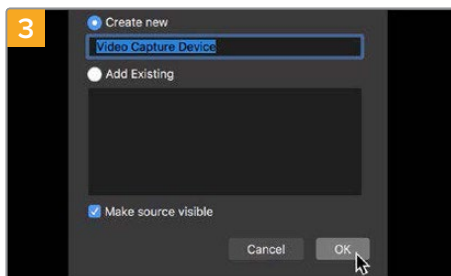 3
Create new
Video Capture Device
Add Existing
Make source visible
Cancel OK